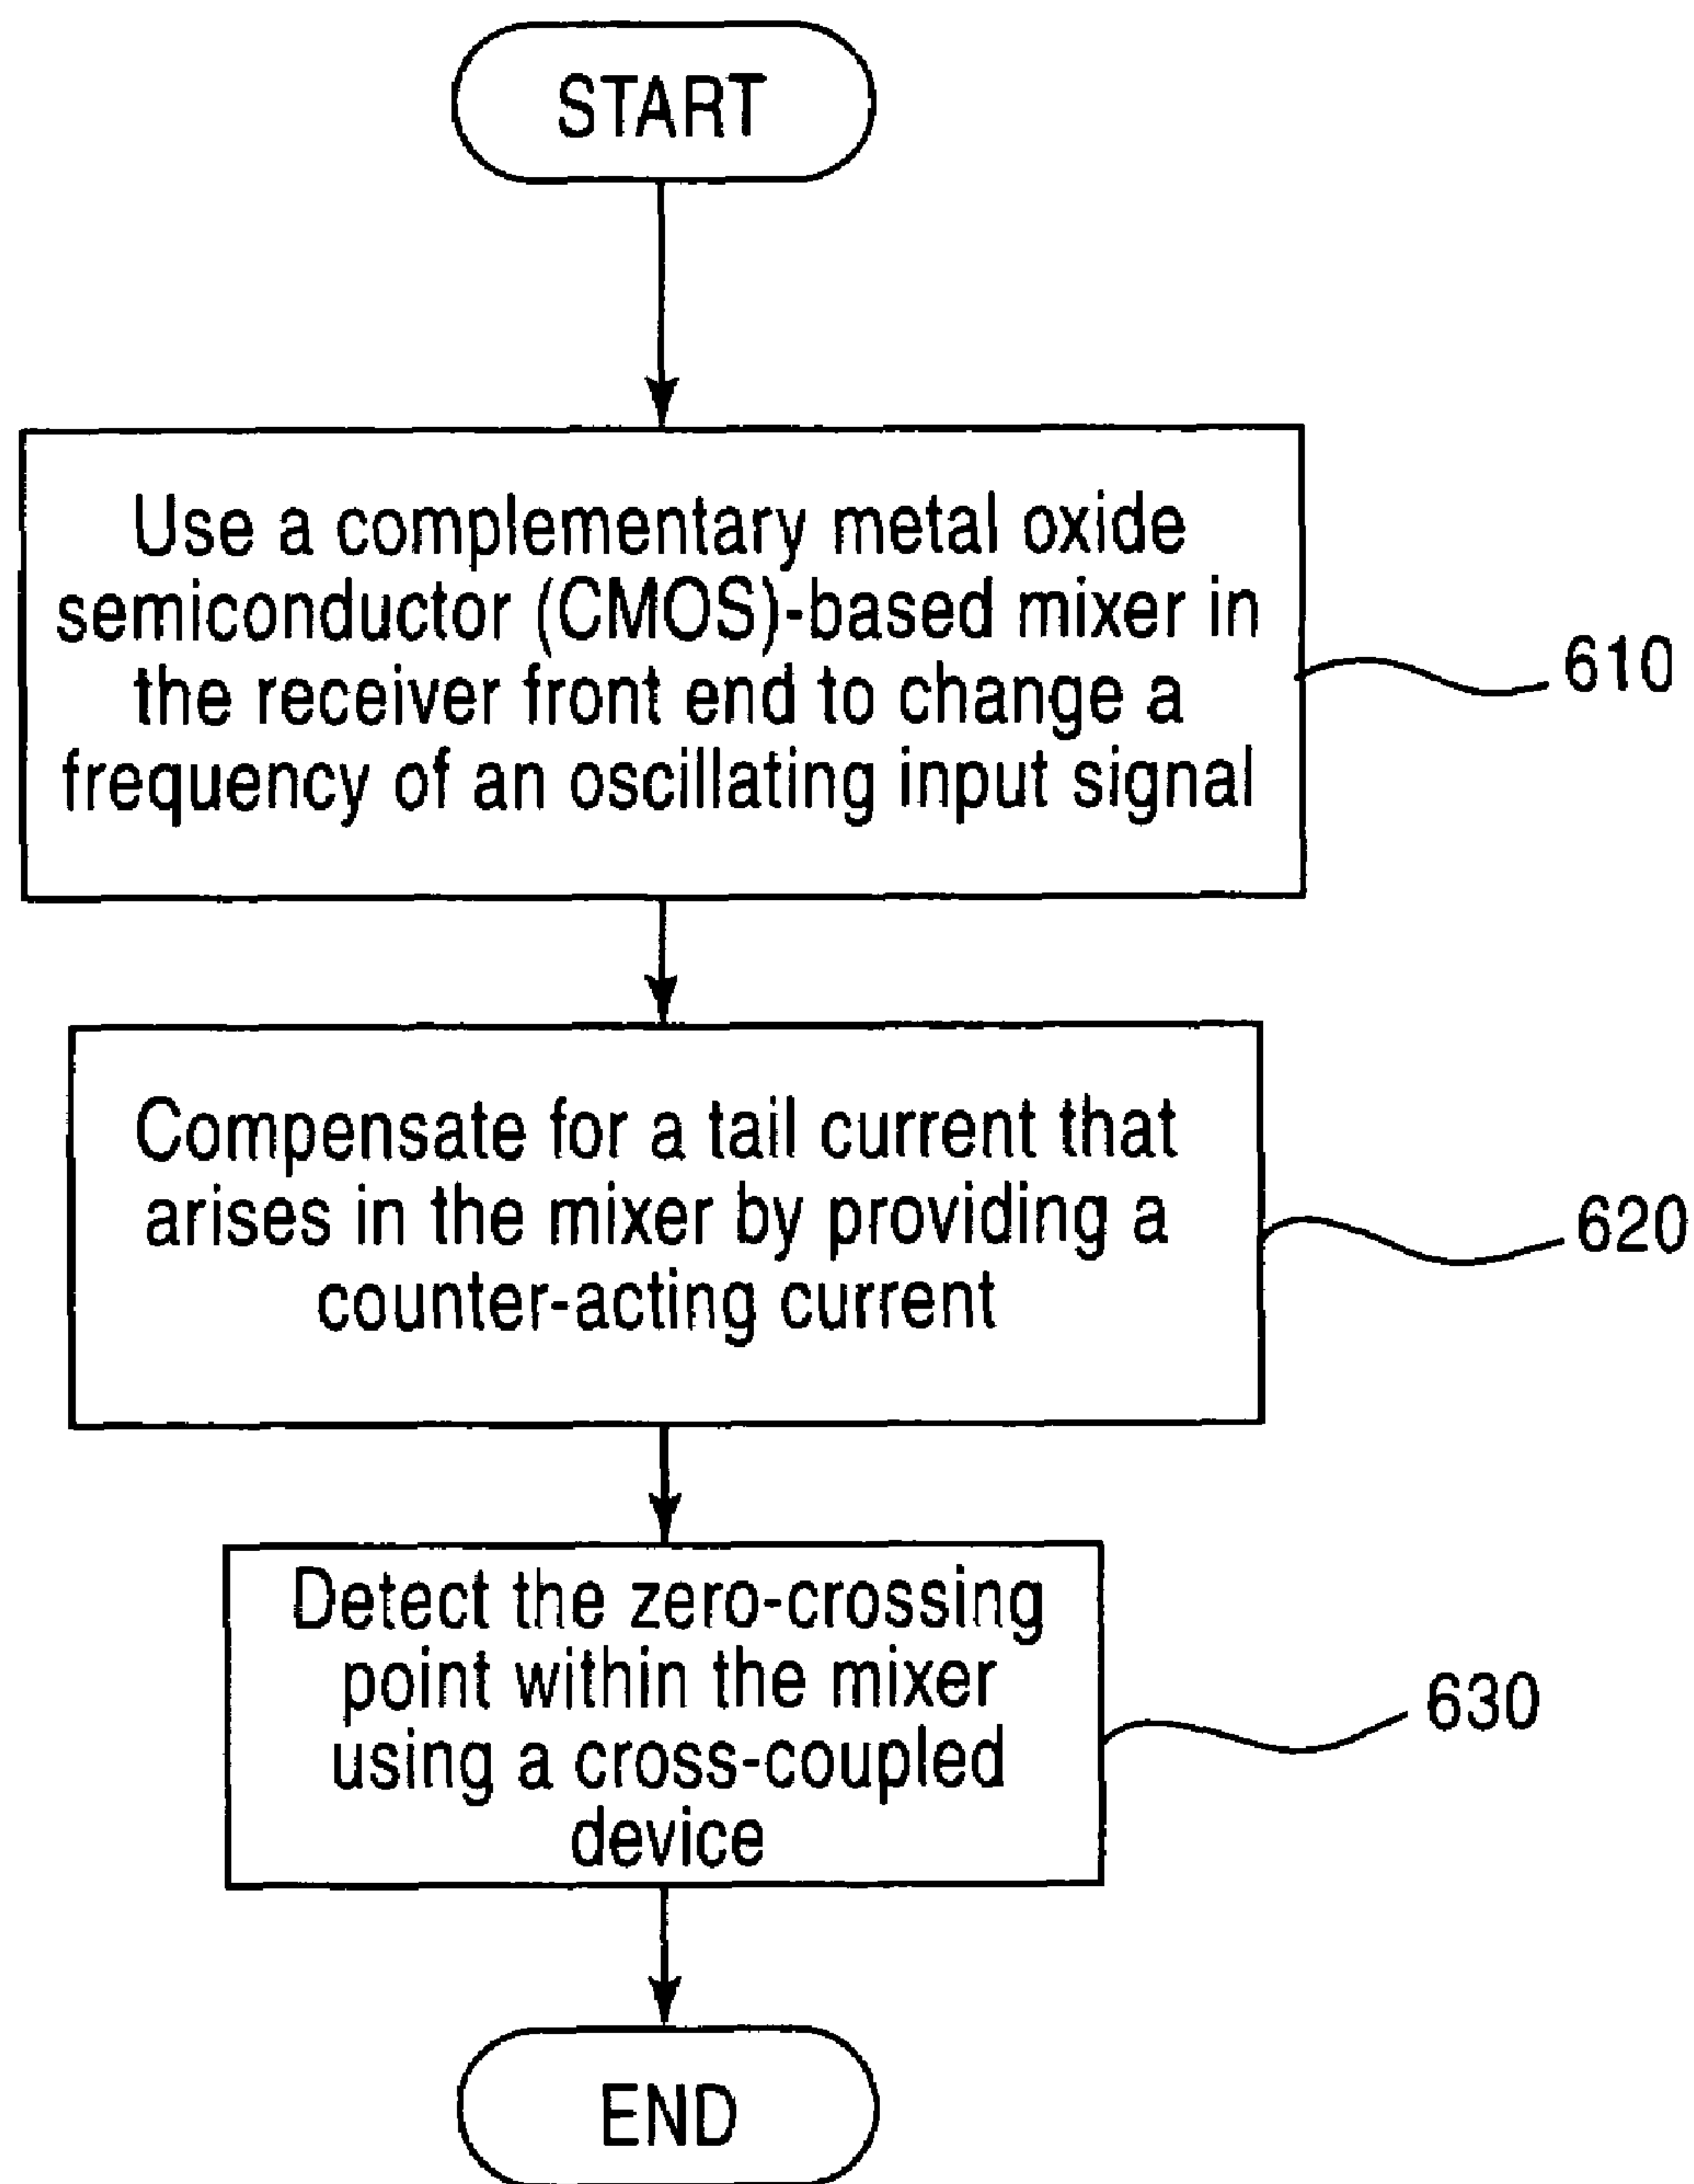 START
Use a complementary metal oxide
semiconductor (CMOS)-based mixer in
the receiver front end to change a
frequency of an oscillating input signal
610
Compensate for a tail current that
arises in the mixer by providing a
counter-acting current
620
Detect the zero-crossing
point within the mixer
using a cross-coupled
device
630
END